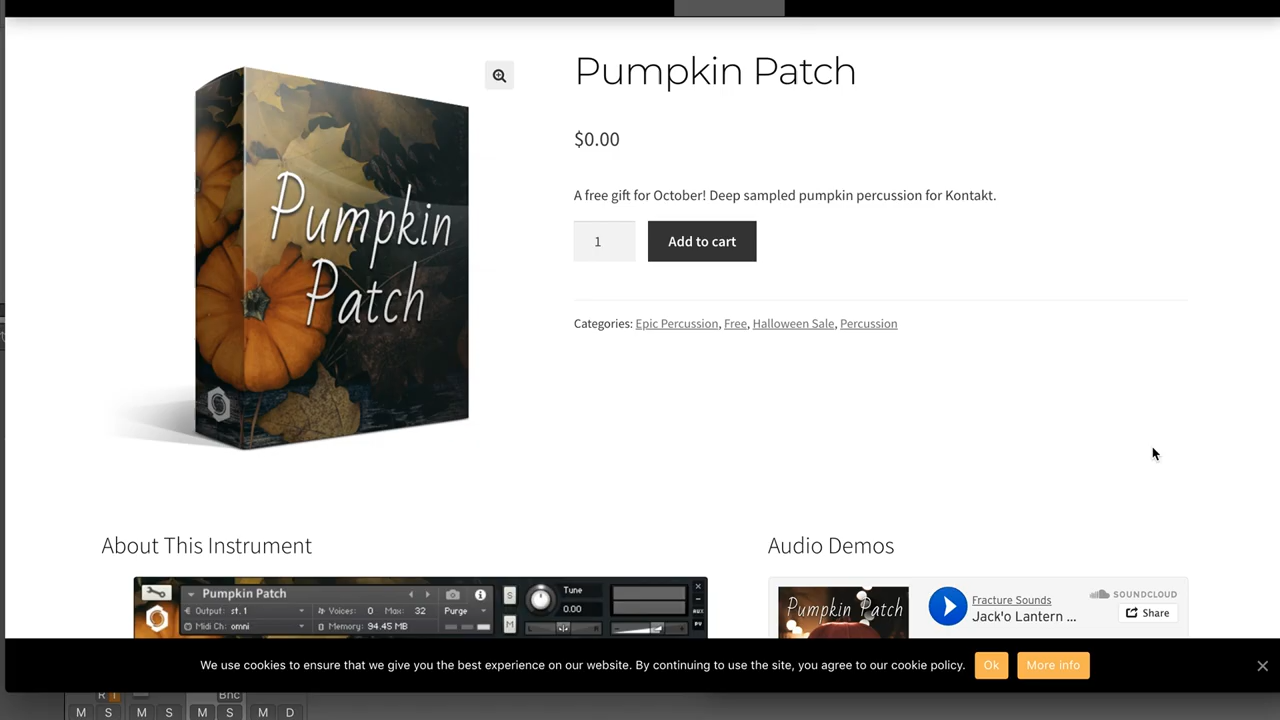 Pumpkin Patch
$0.00
A free gift for October! Deep sampled pumpkin percussion for Kontakt.
1
Add to cart
Categories: Epic Percussion, Free, Halloween Sale, Percussion
Pumpkin
Patch
About This Instrument
Audio Demos
Pumpkin Patch
Output: st. 1
Voices: 0 Max: 32
Purge
Midi Ch: omni
Memory: 94.45 MB
S
M
Tune
0.00
AUX
PV
Pumpkin Patch
Fracture Sounds
Jack'o Lantern ...
SOUNDCLOUD
Share
We use cookies to ensure that we give you the best experience on our website. By continuing to use the site, you agree to our cookie policy.
Ok
More info
R I
Bnc
M S M S M S M D